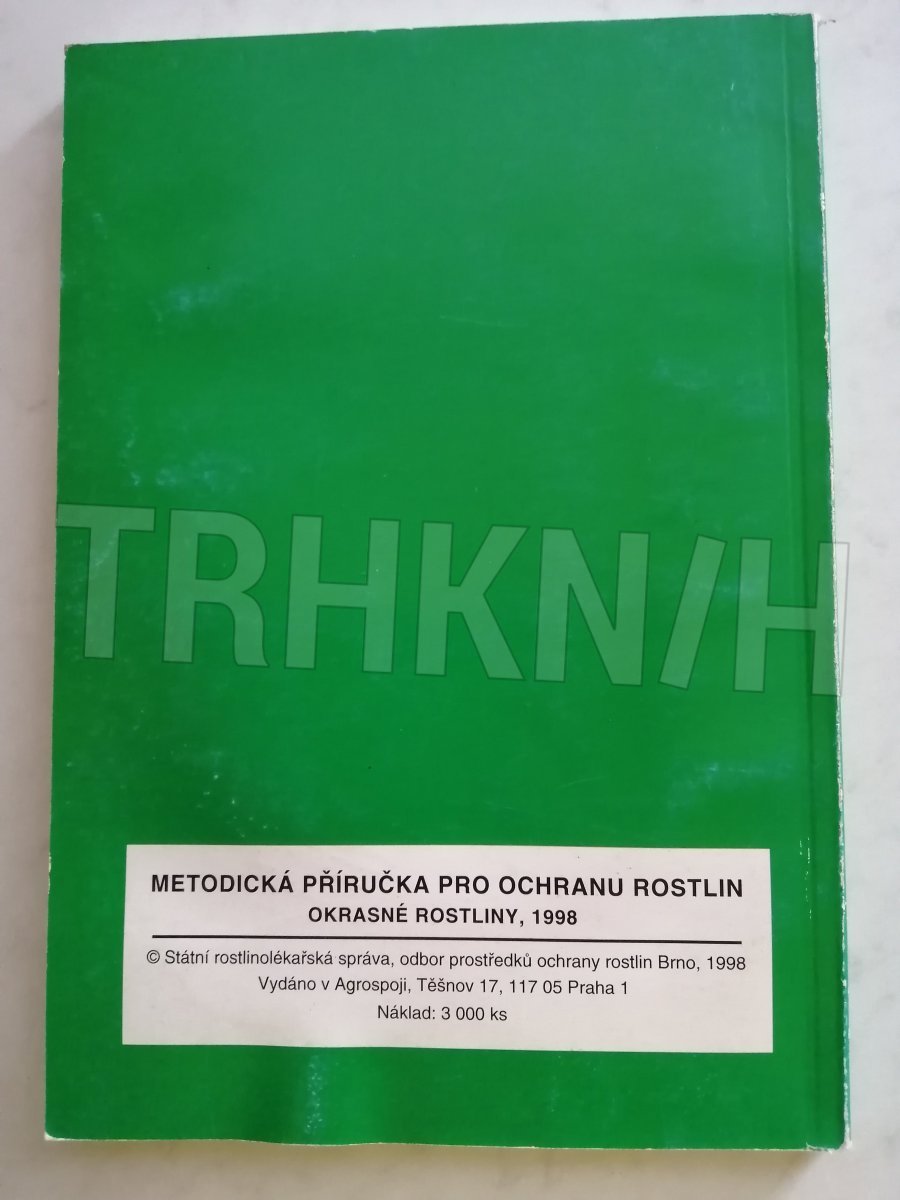 TRHKN/H
METODICKÁ PŘÍRUČKA PRO OCHRANU ROSTLIN
OKRASNÉ ROSTLINY, 1998
© Státní rostlinolékařská správa, odbor prostředků ochrany rostlin Brno, 1998
Vydáno v Agrospoji, Těšnov 17, 117 05 Praha 1
Náklad: 3 000 ks